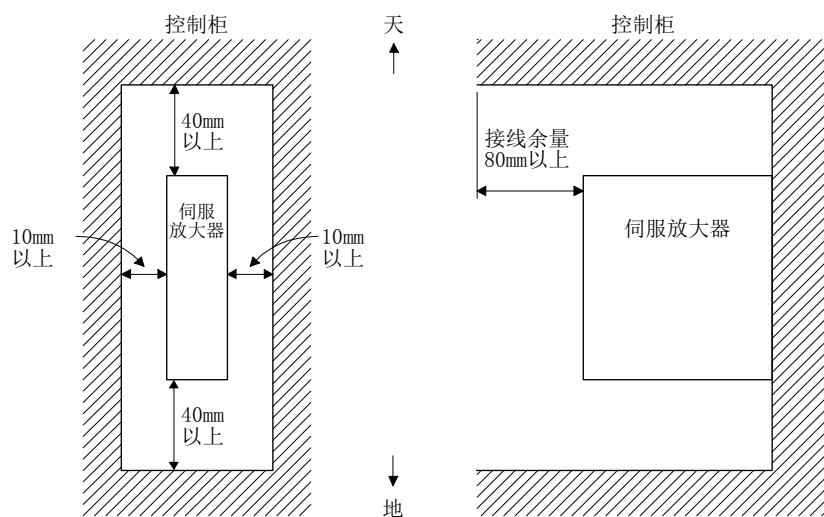 控制柜
天
控制柜
40mm
以上
接线余量
80mm以上
伺服
放大器
伺服放大器
10mm
以上
10mm
以上
40mm
以上
地